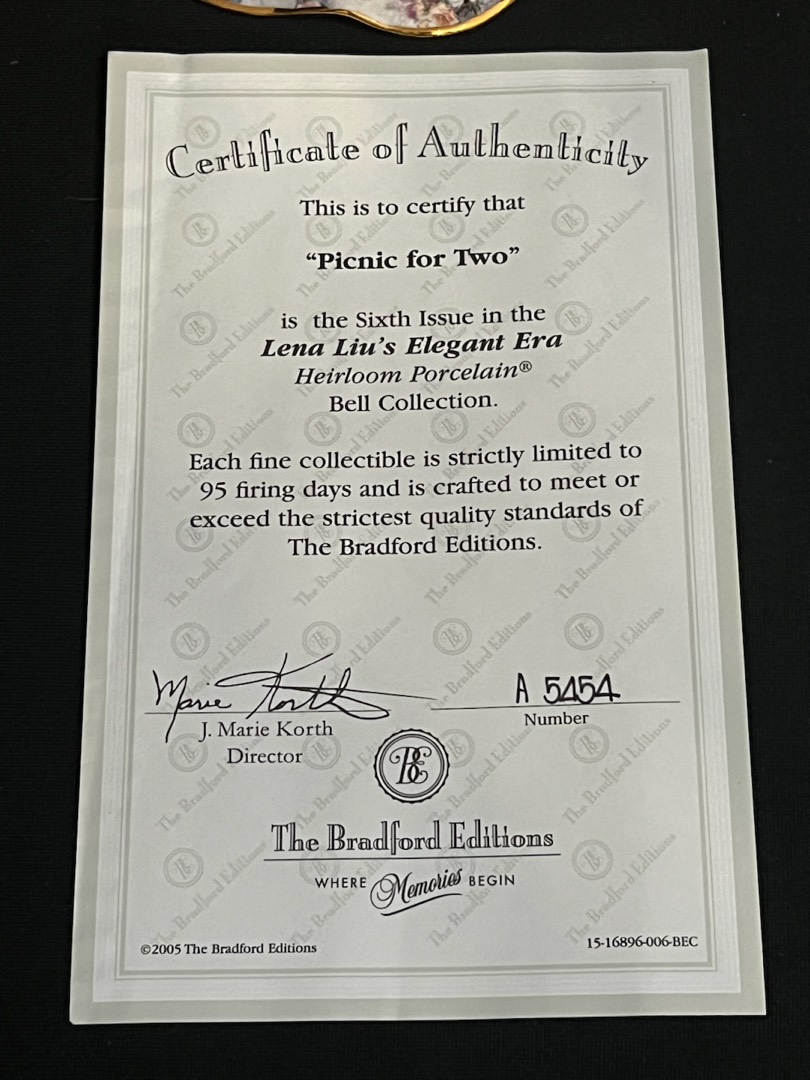 Certificate of Authenticity
This is to certify that
“Picnic for Two”
is the Sixth Issue in the
Lena Liu’s Elegant Era
Heirloom Porcelain®
Bell Collection.
Each fine collectible is strictly limited to
95 firing days and is crafted to meet or
exceed the strictest quality standards of
The Bradford Editions.
Marie Korth
A 5454
J. Marie Korth
Number
Director
BE
The Bradford Editions
WHERE Memories BEGIN
©2005 The Bradford Editions
15-16896-006-BEC